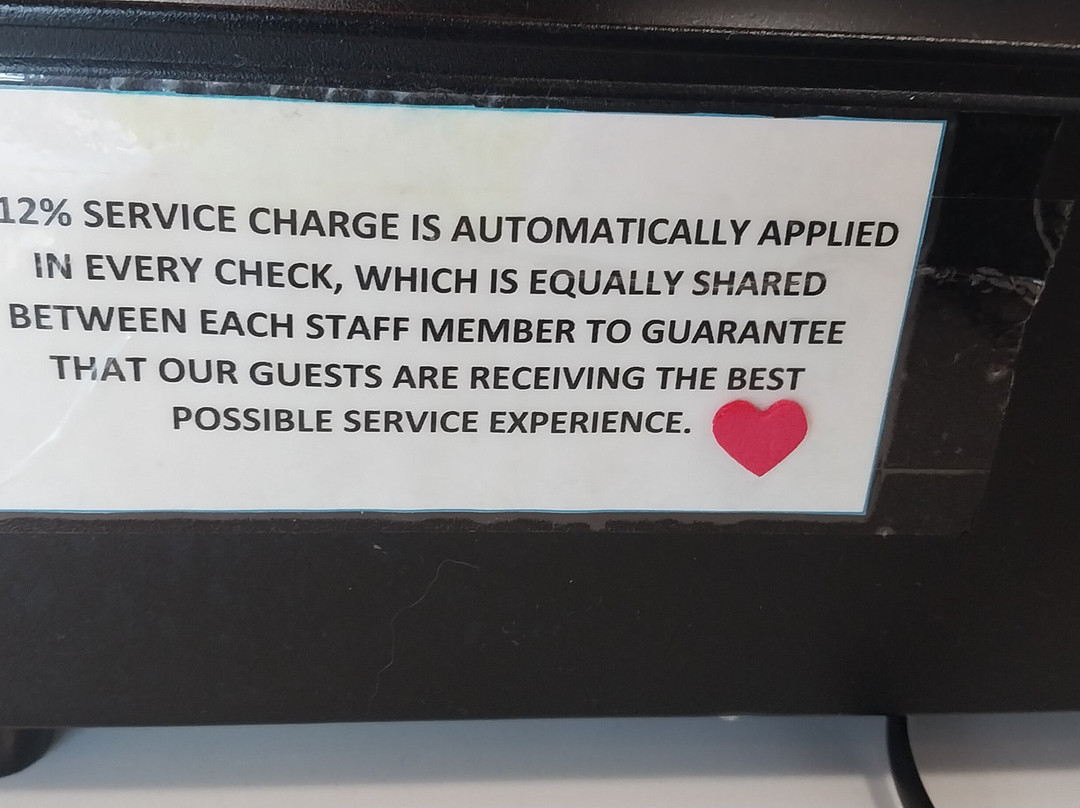 12% SERVICE CHARGE IS AUTOMATICALLY APPLIED
IN EVERY CHECK, WHICH IS EQUALLY SHARED
BETWEEN EACH STAFF MEMBER TO GUARANTEE
THAT OUR GUESTS ARE RECEIVING THE BEST
POSSIBLE SERVICE EXPERIENCE.